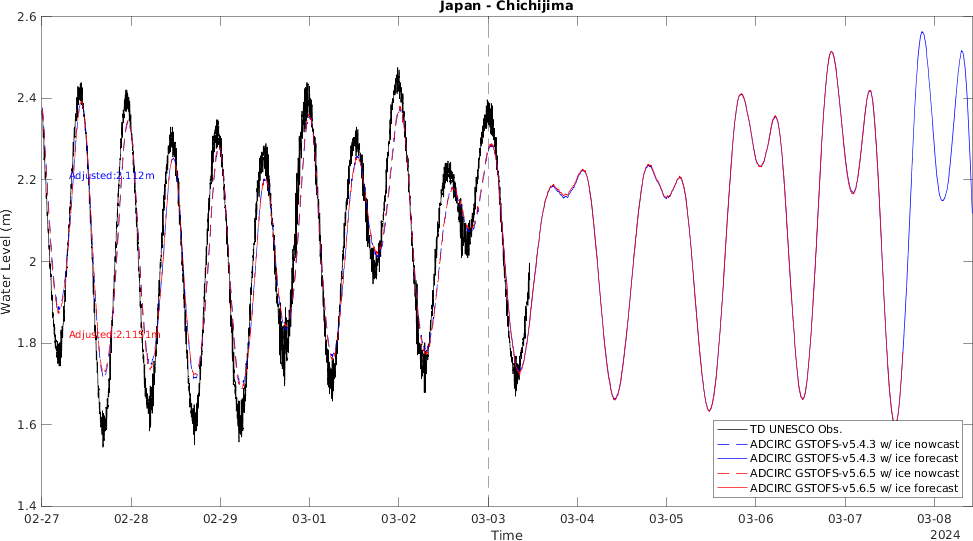 Japan - Chichijima
2.6
2.4
2.2
2
1.8
1.6
1.4
Water Level (m)
Adjusted:2.112m
Adjusted:2.1151m
TD UNESCO Obs.
ADCIRC GSTOFS-v5.4.3 w/ ice nowcast
ADCIRC GSTOFS-v5.4.3 w/ ice forecast
ADCIRC GSTOFS-v5.6.5 w/ ice nowcast
ADCIRC GSTOFS-v5.6.5 w/ ice forecast
02-27 02-28 02-29 03-01 03-02 03-03 03-04 03-05 03-06 03-07 03-08
Time
2024